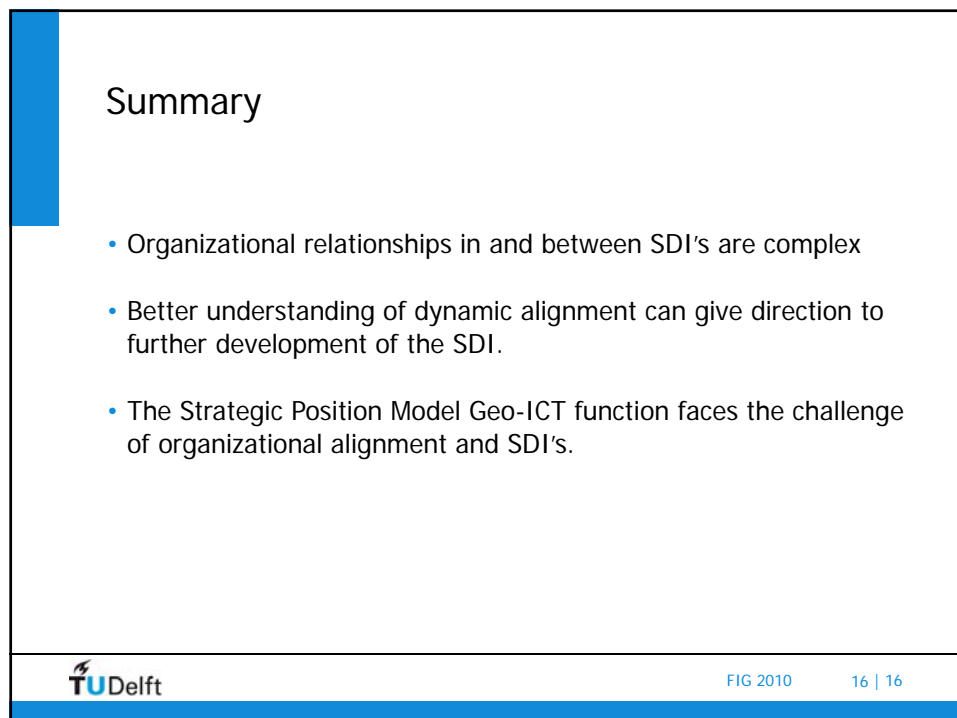 Summary
• Organizational relationships in and between SDI's are complex
• Better understanding of dynamic alignment can give direction to
further development of the SDI.
• The Strategic Position Model Geo-ICT function faces the challenge
of organizational alignment and SDI's.
TUDelft
FIG 2010
16 | 16